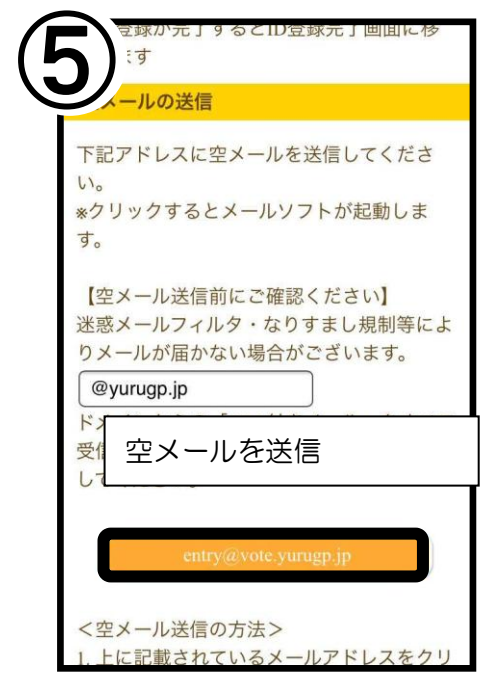 ⑤
登録が完了するとID登録完了画面に移
ます
メールの送信
下記アドレスに空メールを送信してくださ
い。
※クリックするとメールソフトが起動しま
す。
【空メール送信前にご確認ください】
迷惑メールフィルタ・なりすまし規制等によ
りメールが届かない場合がございます。
@yurugp.jp
受信
して
空メールを送信
entry@vote.yurugp.jp
＜空メール送信の方法＞
1. 上に記載されているメールアドレスをクリ